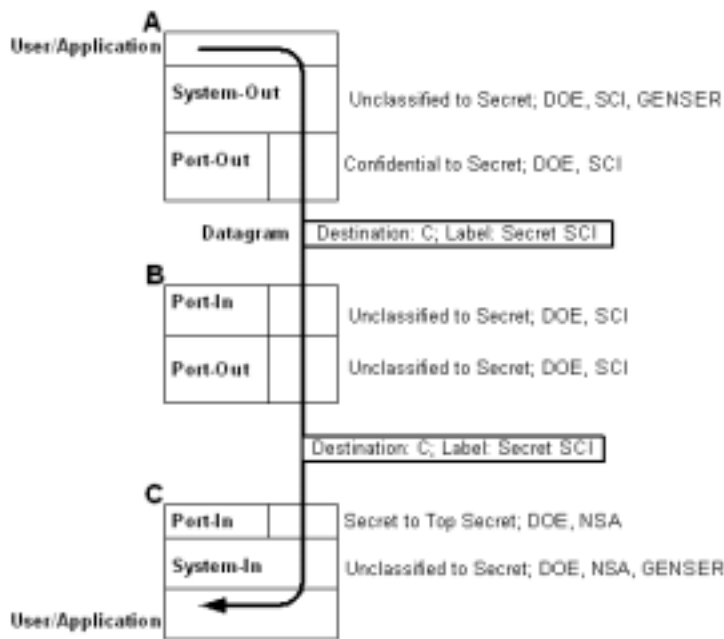 A
User/Application
System-Out
Unclassified to Secret; DOE, SCI, GENSER
Port-Out
Confidential to Secret; DOE, SCI
Datagram
Destination: C; Label: Secret SCI
B
Port-In
Unclassified to Secret; DOE, SCI
Port-Out
Unclassified to Secret; DOE, SCI
Destination: C; Label: Secret SCI
C
Port-In
Secret to Top Secret; DOE, NSA
System-In
Unclassified to Secret; DOE, NSA, GENSER
User/Application